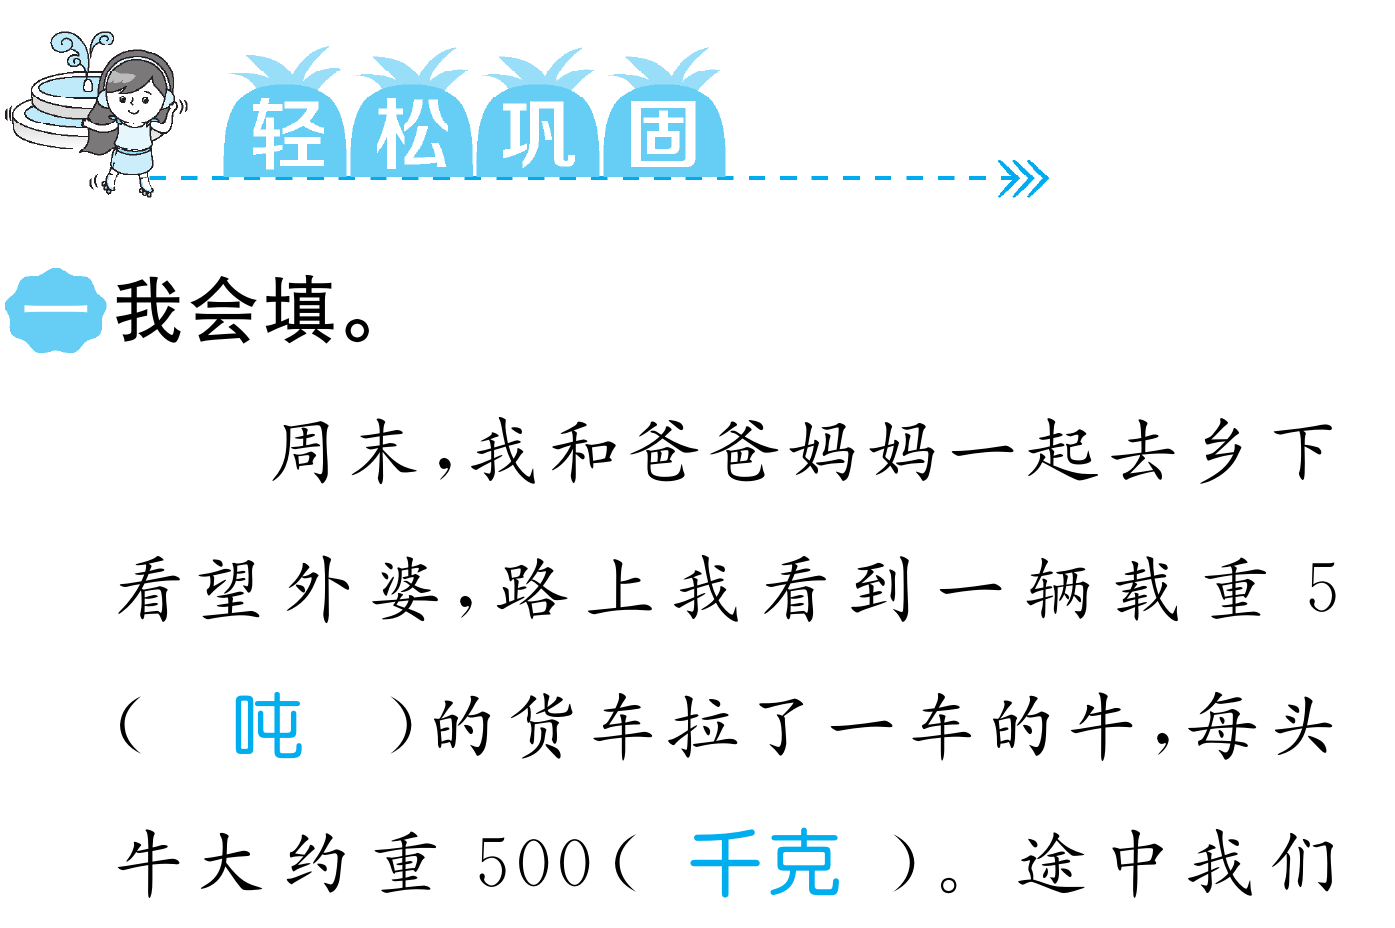 轻松巩固
一 我会填。
周末,我和爸爸妈妈一起去乡下
看望外婆,路上我看到一辆载重 5
( 吨 )的货车拉了一车的牛,每头
牛大约重 500( 千克 )。途中我们